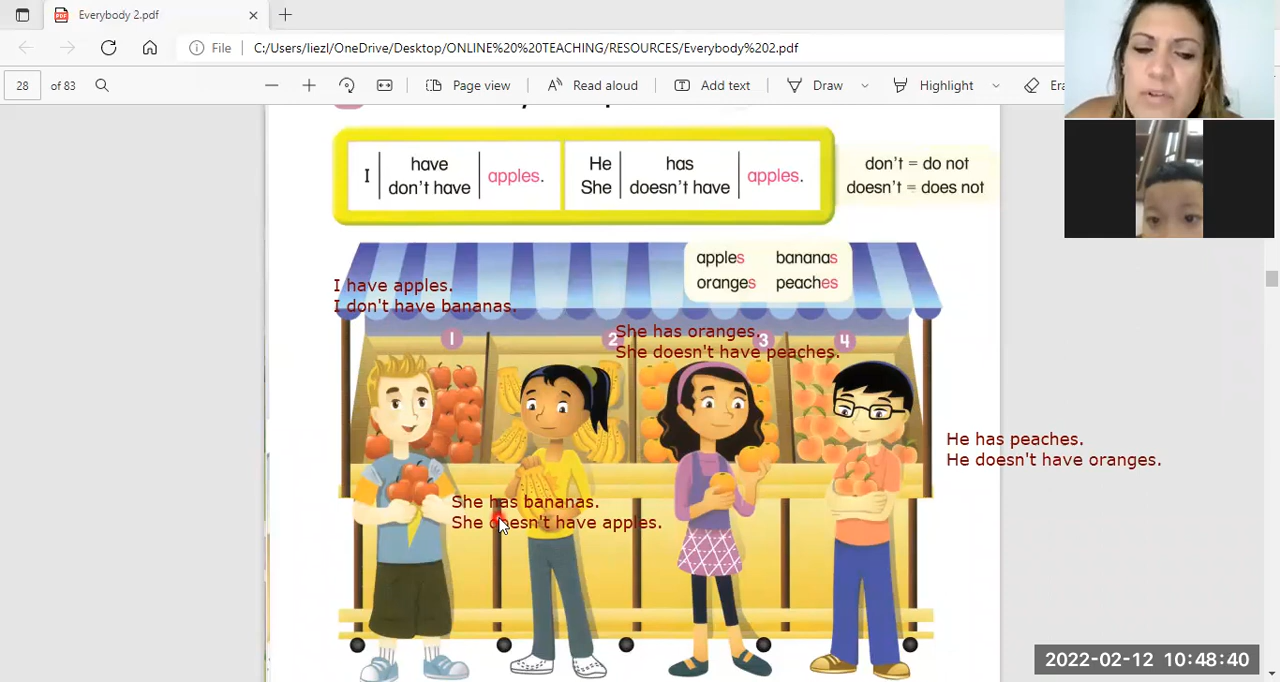 Everybody 2.pdf
File C:/Users/liezl/OneDrive/Desktop/ONLINE%20%20TEACHING/RESOURCES/Everybody%202.pdf
28 of 83
Page view
Read aloud
Add text
Draw
Highlight
I have apples.
don't have
He has apples.
She doesn't have
don't = do not
doesn't = does not
apples bananas
oranges peaches
I have apples.
I don't have bananas.
1
2
3
4
She has oranges.
She doesn't have peaches.
He has peaches.
He doesn't have oranges.
She has bananas.
She doesn't have apples.
2022-02-12 10:48:40